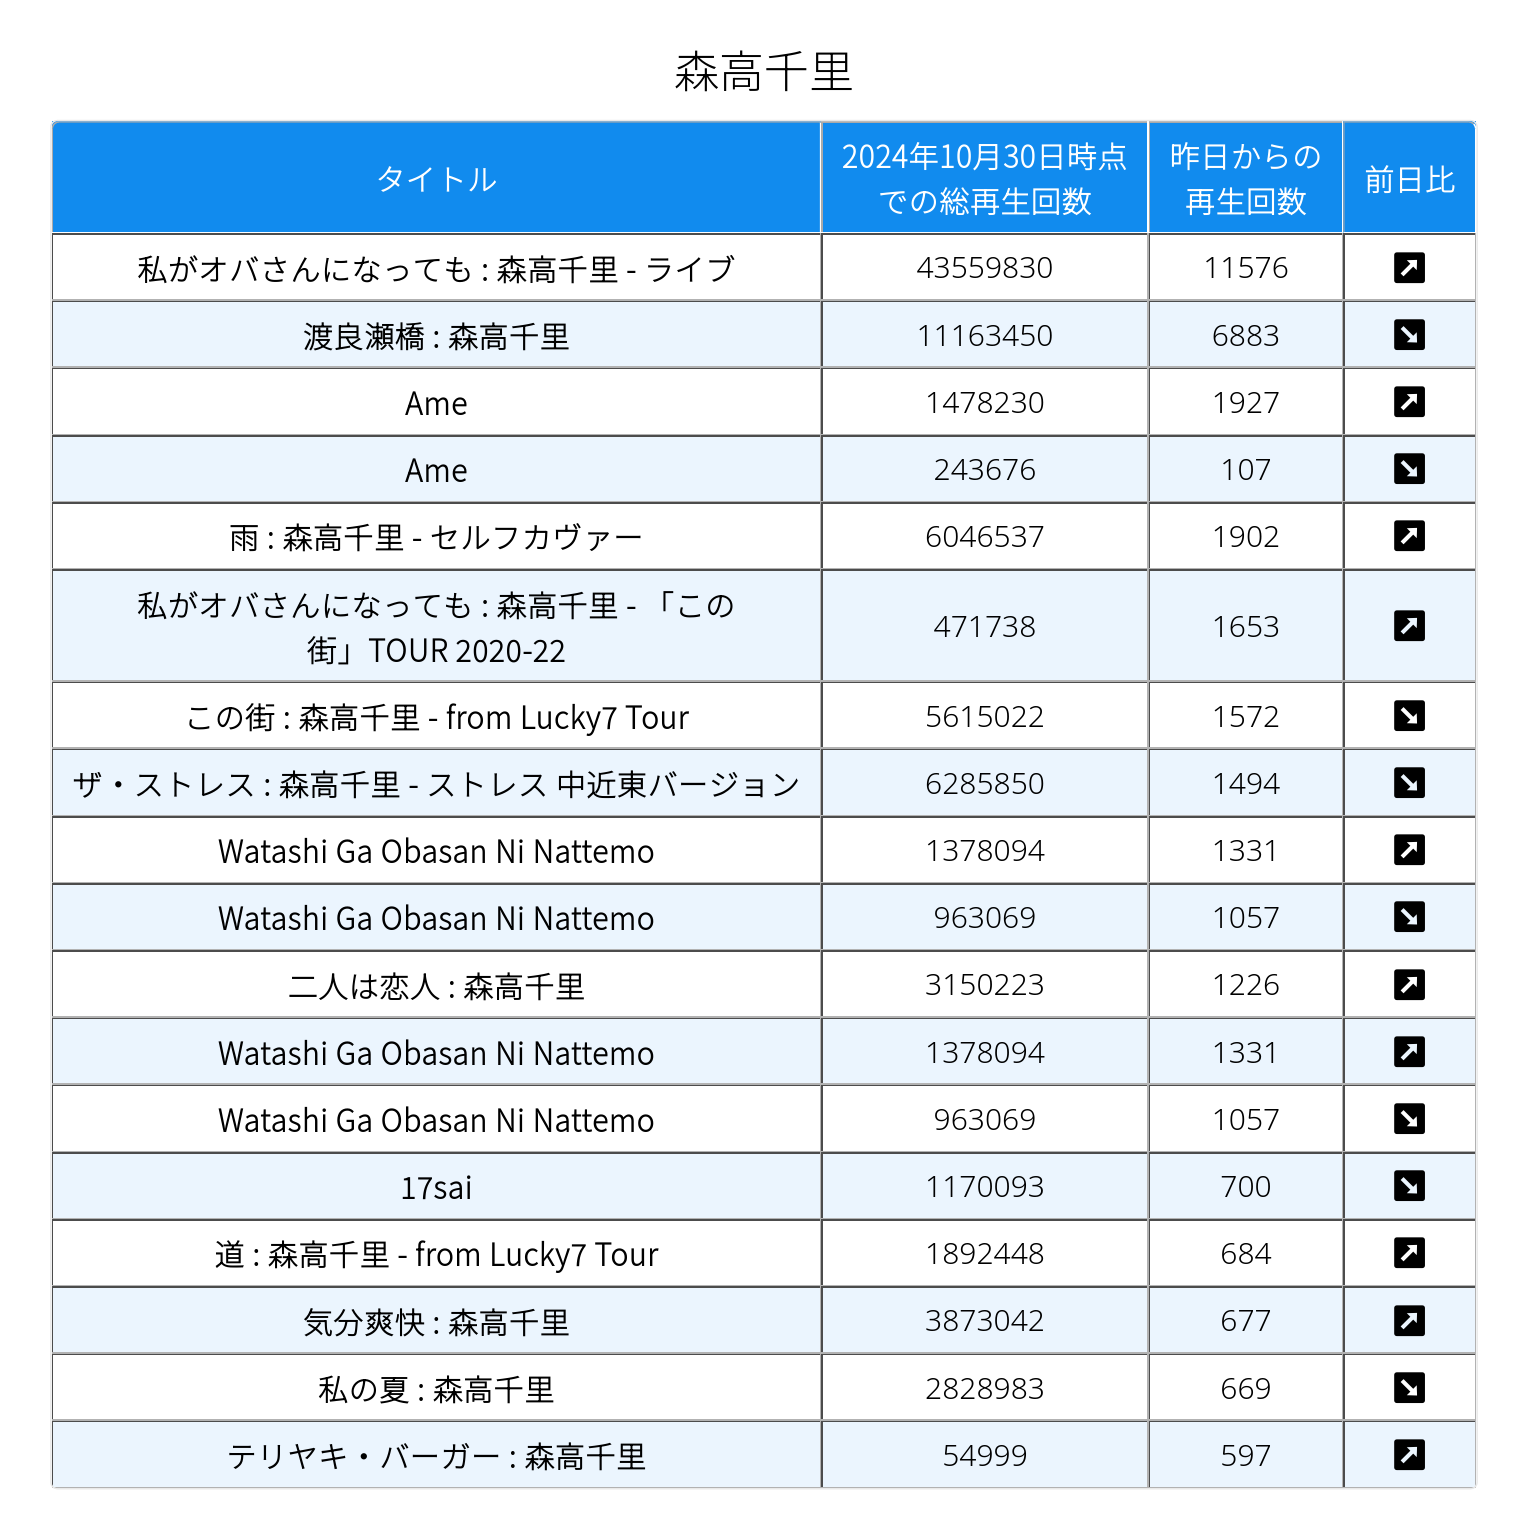 森高千里
タイトル 2024年10月30日時点 昨日からの 前日比
での総再生回数 再生回数
私がオバさんになっても : 森高千里 - ライブ 43559830 11576 ↗
渡良瀬橋 : 森高千里 11163450 6883 ↘
Ame 1478230 1927 ↗
Ame 243676 107 ↘
雨 : 森高千里 - セルフカヴァー 6046537 1902 ↗
私がオバさんになっても : 森高千里 - 「この
街」TOUR 2020-22 471738 1653 ↗
この街 : 森高千里 - from Lucky7 Tour 5615022 1572 ↘
ザ・ストレス : 森高千里 - ストレス 中近東バージョン 6285850 1494 ↘
Watashi Ga Obasan Ni Nattemo 1378094 1331 ↗
Watashi Ga Obasan Ni Nattemo 963069 1057 ↘
二人は恋人 : 森高千里 3150223 1226 ↗
Watashi Ga Obasan Ni Nattemo 1378094 1331 ↗
Watashi Ga Obasan Ni Nattemo 963069 1057 ↘
17sai 1170093 700 ↘
道 : 森高千里 - from Lucky7 Tour 1892448 684 ↗
気分爽快 : 森高千里 3873042 677 ↗
私の夏 : 森高千里 2828983 669 ↘
テリヤキ・バーガー : 森高千里 54999 597 ↗